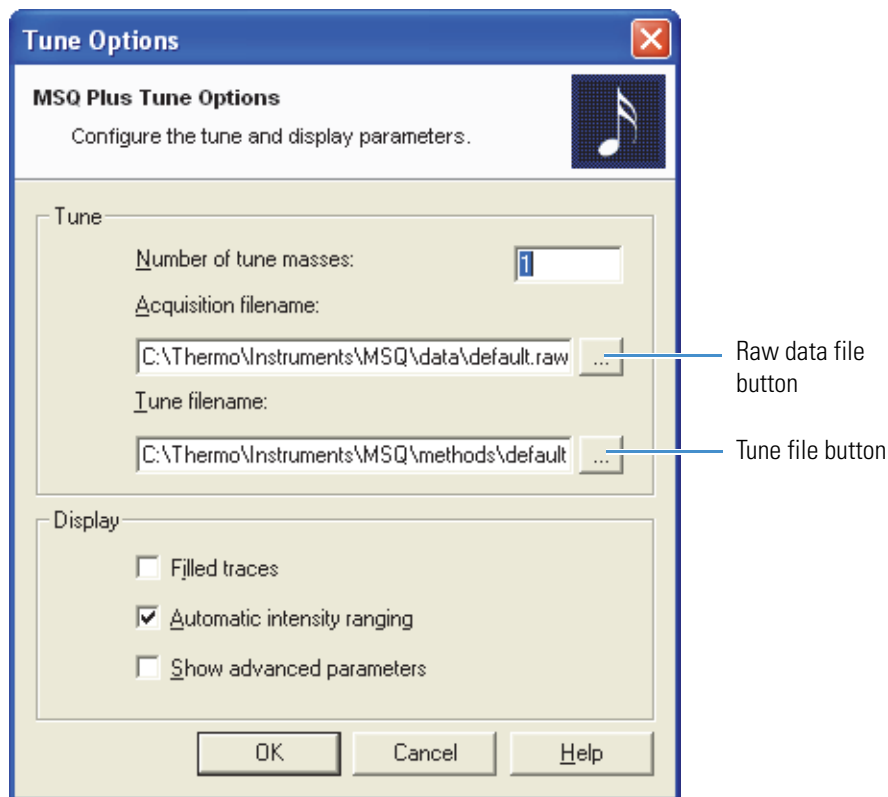 Tune Options
MSQ Plus Tune Options
Configure the tune and display parameters.
Tune
Number of tune masses:
1
Acquisition filename:
C:\Thermo\Instruments\MSQ\data\default.raw
...
Raw data file
button
Tune filename:
C:\Thermo\Instruments\MSQ\methods\default
...
Tune file button
Display
Filled traces
Automatic intensity ranging
Show advanced parameters
OK
Cancel
Help